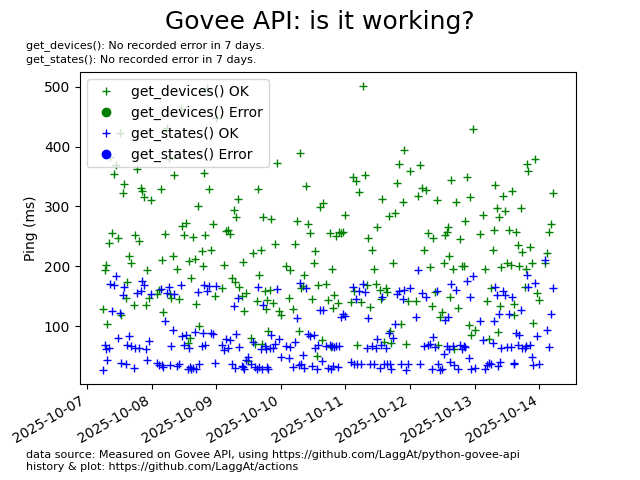 Govee API: is it working?
get_devices(): No recorded error in 7 days.
get_states(): No recorded error in 7 days.
500
400
300
200
100
Ping (ms)
get_devices() OK
get_devices() Error
get_states() OK
get_states() Error
2025-10-07
2025-10-08
2025-10-09
2025-10-10
2025-10-11
2025-10-12
2025-10-13
2025-10-14
data source: Measured on Govee API, using https://github.com/LaggAt/python-govee-api
history & plot: https://github.com/LaggAt/actions